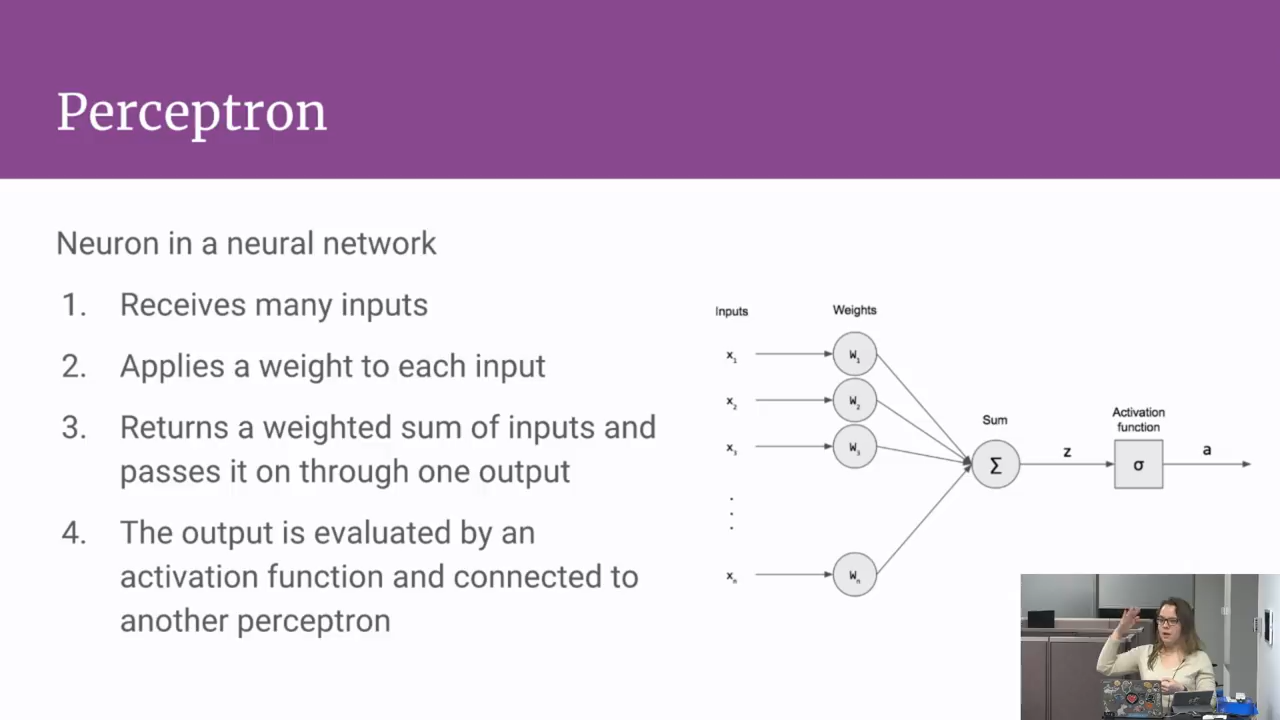 Perceptron
Neuron in a neural network
1. Receives many inputs
2. Applies a weight to each input
3. Returns a weighted sum of inputs and
passes it on through one output
4. The output is evaluated by an
activation function and connected to
another perceptron
Inputs
Weights
x₁
W₁
x₂
W₂
x₃
W₃
.
.
.
xₙ
Wₙ
Sum
Σ
z
Activation
function
σ
a